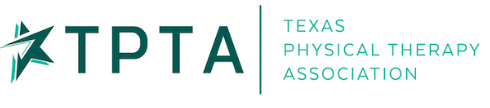 TPTA
TEXAS
PHYSICAL THERAPY
ASSOCIATION